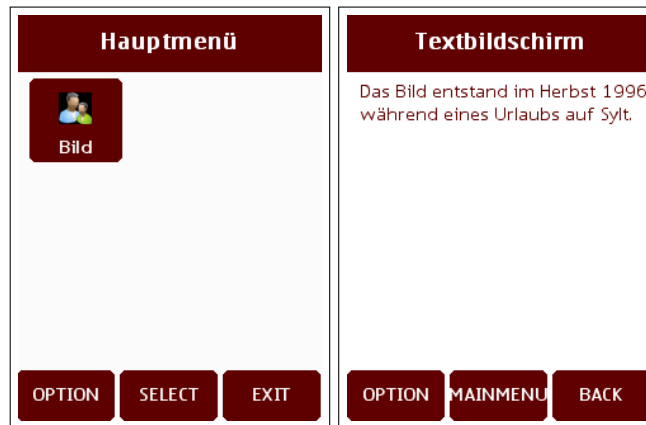 Hauptmenü
Bild
OPTION SELECT EXIT
Textbildschirm
Das Bild entstand im Herbst 1996
während eines Urlaubs auf Sylt.
OPTION MAINMENU BACK